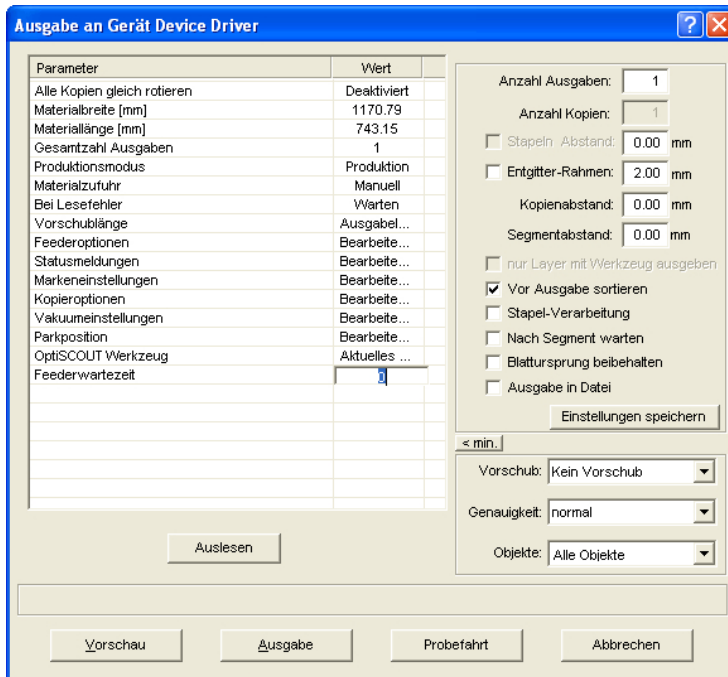 Ausgabe an Gerät Device Driver
Parameter Wert
Alle Kopien gleich rotieren Deaktiviert
Materialbreite [mm] 1170.79
Materiallänge [mm] 743.15
Gesamtzahl Ausgaben 1
Produktionsmodus Produktion
Materialzufuhr Manuell
Bei Lesefehler Warten
Vorschublänge Ausgabel...
Feederoptionen Bearbeite...
Statusmeldungen Bearbeite...
Markeneinstellungen Bearbeite...
Kopieroptionen Bearbeite...
Vakuumeinstellungen Bearbeite...
Parkposition Bearbeite...
OptiSCOUT Werkzeug Aktuelles ...
Feederwartezeit 0
Auslesen
Anzahl Ausgaben: 1
Anzahl Kopien: 1
Stapeln Abstand: 0.00 mm
Entgitter-Rahmen: 2.00 mm
Kopienabstand: 0.00 mm
Segmentabstand: 0.00 mm
nur Layer mit Werkzeug ausgeben
Vor Ausgabe sortieren
Stapel-Verarbeitung
Nach Segment warten
Blattursprung beibehalten
Ausgabe in Datei
Einstellungen speichern
< min.
Vorschub: Kein Vorschub
Genauigkeit: normal
Objekte: Alle Objekte
Vorschau Ausgabe Probefahrt Abbrechen